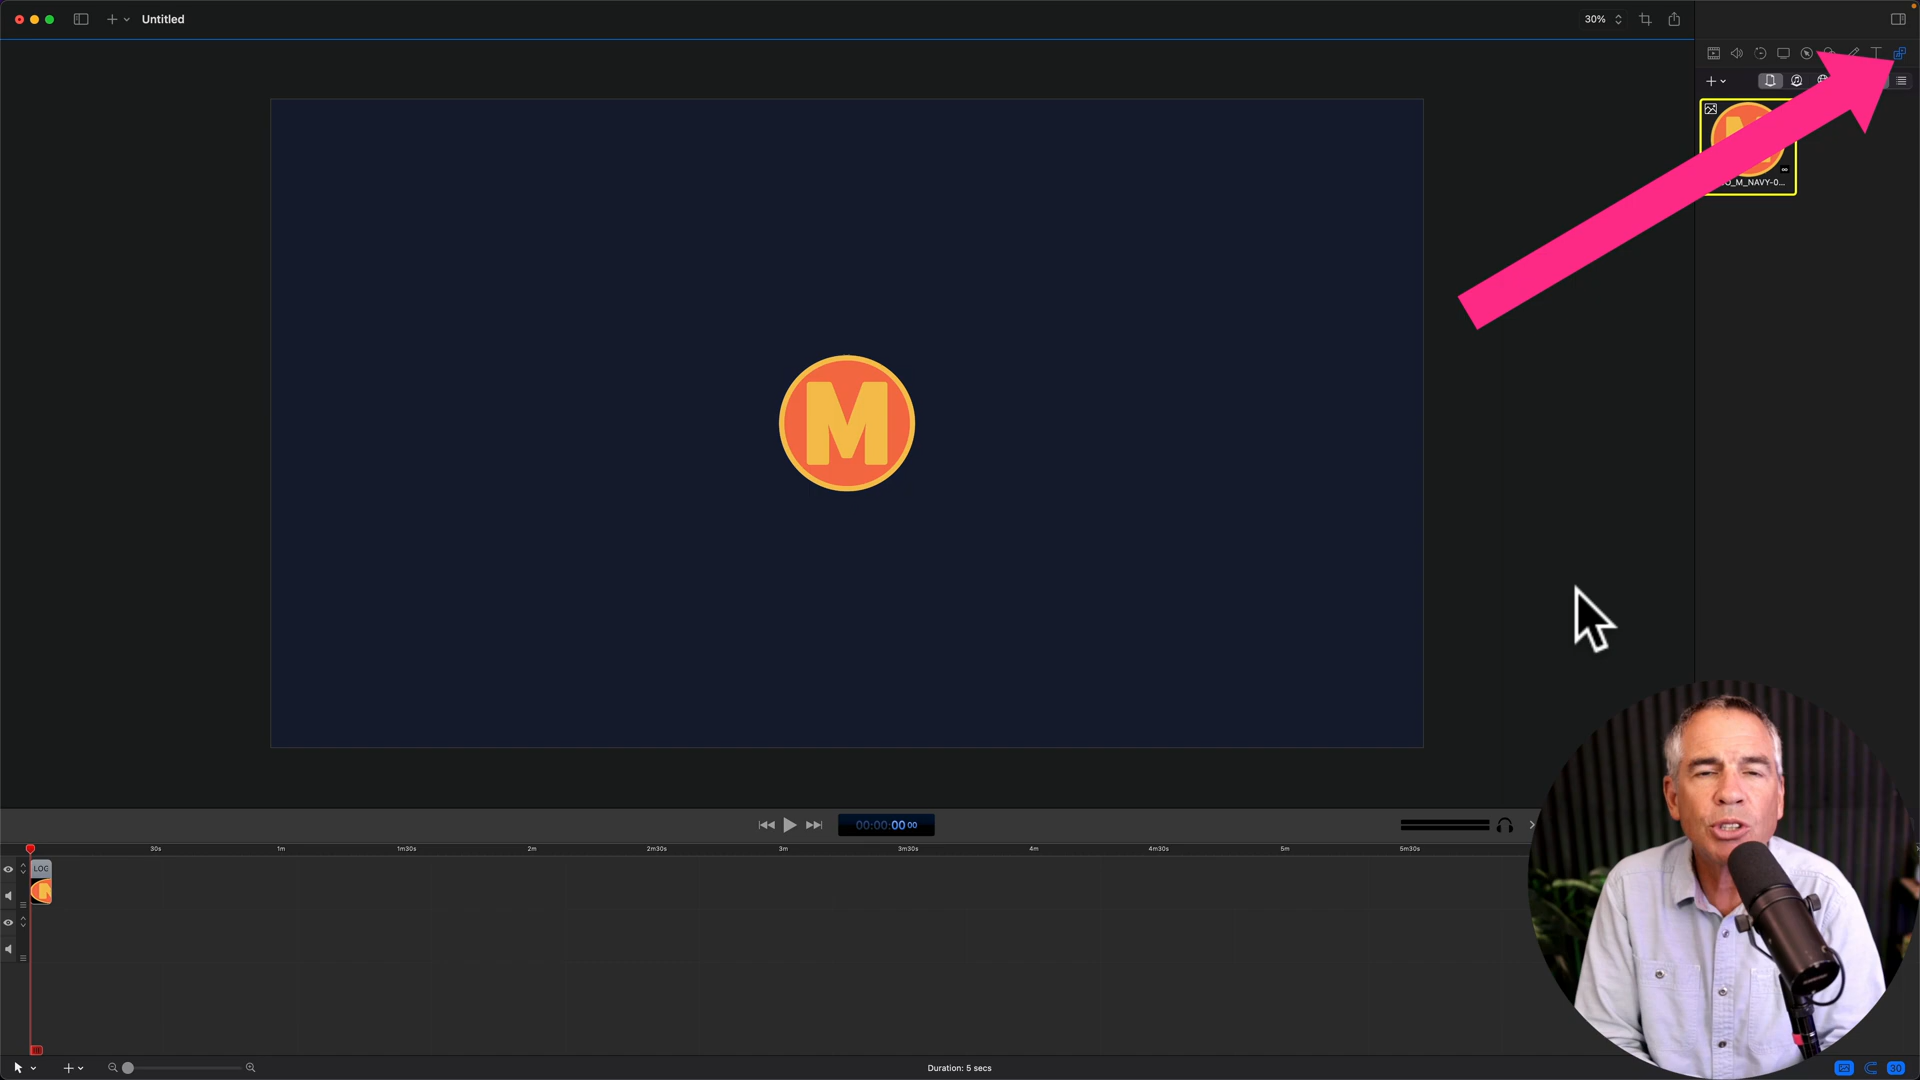 Untitled
30%
O_M_NAVY-0...
M
00:00:00 00
30s 1m 1m30s 2m 2m30s 3m 3m30s 4m 4m30s 5m 5m30s
LOG
Duration: 5 secs
30